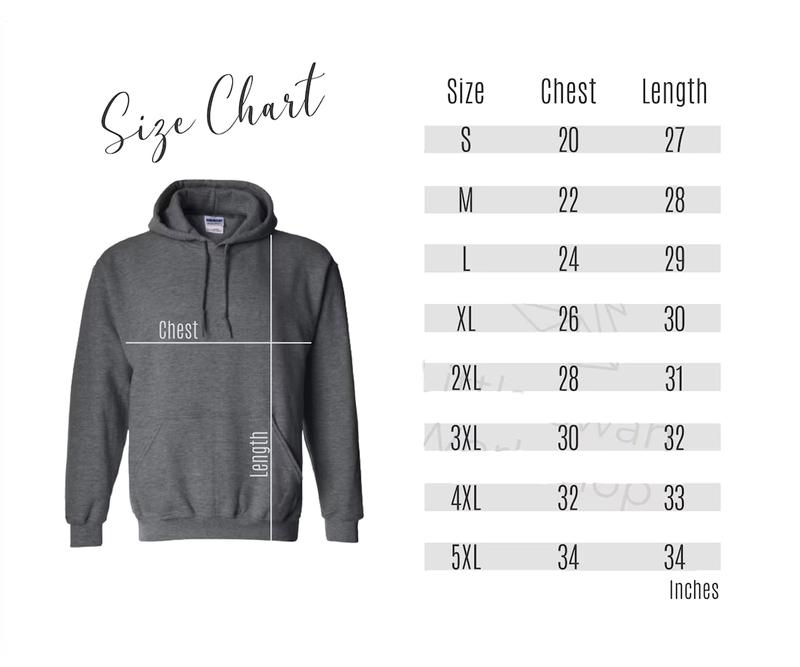 Size Chart
Chest
Length
Size Chest Length
S 20 27
M 22 28
L 24 29
XL 26 30
2XL 28 31
3XL 30 32
4XL 32 33
5XL 34 34
Inches